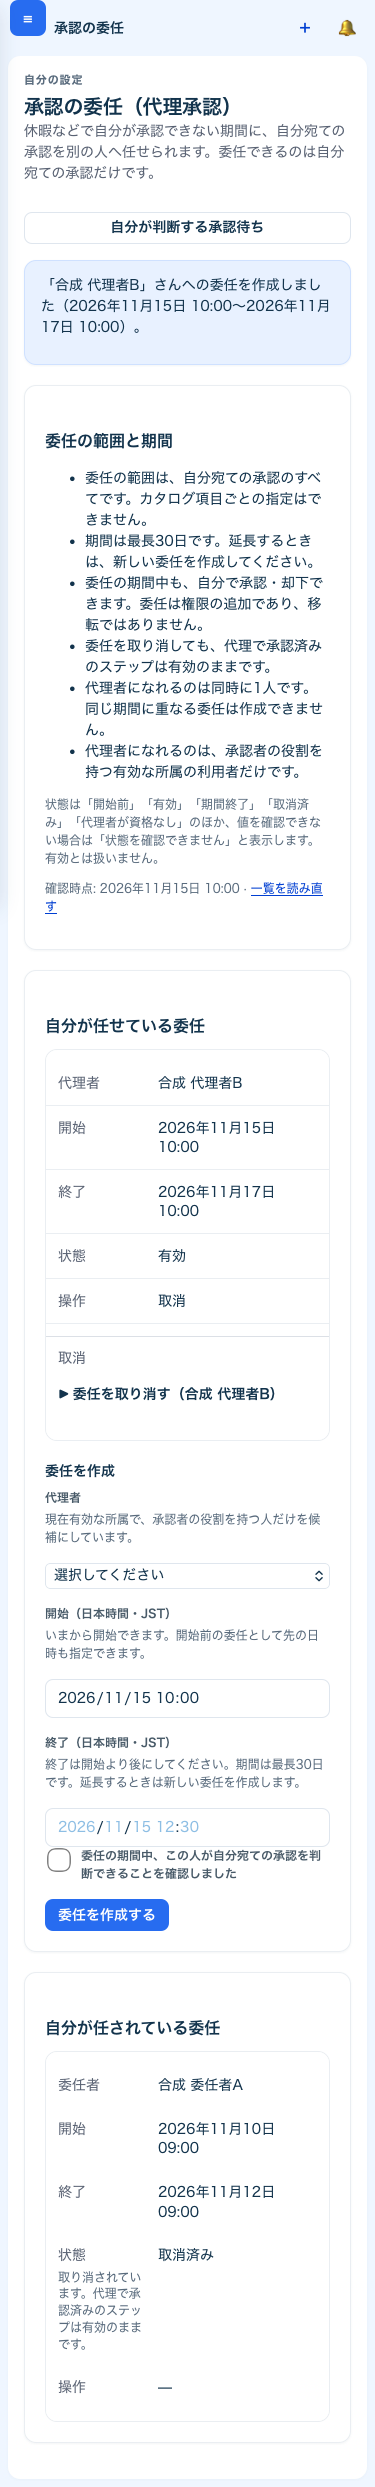 承認の委任
+
自分の設定
承認の委任（代理承認）
休暇などで自分が承認できない期間に、自分宛ての
承認を別の人へ任せられます。委任できるのは自分
宛ての承認だけです。
自分が判断する承認待ち
「合成 代理者B」さんへの委任を作成しまし
た（2026年11月15日 10:00〜2026年11月
17日 10:00）。
委任の範囲と期間
• 委任の範囲は、自分宛ての承認のすべ
てです。カタログ項目ごとの指定はで
きません。
• 期間は最長30日です。延長するとき
は、新しい委任を作成してください。
• 委任の期間中も、自分で承認・却下で
きます。委任は権限の追加であり、移
転ではありません。
• 委任を取り消しても、代理で承認済み
のステップは有効のままです。
• 代理者になれるのは同時に1人です。
同じ期間に重なる委任は作成できませ
ん。
• 代理者になれるのは、承認者の役割を
持つ有効な所属の利用者だけです。
状態は「開始前」「有効」「期間終了」「取消済
み」「代理者が資格なし」のほか、値を確認できな
い場合は「状態を確認できません」と表示します。
有効とは扱いません。
確認時点: 2026年11月15日 10:00 · 一覧を読み直
す
自分が任せている委任
代理者 合成 代理者B
開始 2026年11月15日
10:00
終了 2026年11月17日
10:00
状態 有効
操作 取消
取消
▶ 委任を取り消す（合成 代理者B）
委任を作成
代理者
現在有効な所属で、承認者の役割を持つ人だけを候
補にしています。
選択してください
開始（日本時間・JST）
いまから開始できます。開始前の委任として先の日
時も指定できます。
2026/11/15 10:00
終了（日本時間・JST）
終了は開始より後にしてください。期間は最長30日
です。延長するときは新しい委任を作成します。
2026/11/15 12:30
委任の期間中、この人が自分宛ての承認を判
断できることを確認しました
委任を作成する
自分が任されている委任
委任者 合成 委任者A
開始 2026年11月10日
09:00
終了 2026年11月12日
09:00
状態 取消済み
取り消されてい
ます。代理で承
認済みのステッ
プは有効のまま
です。
操作 —